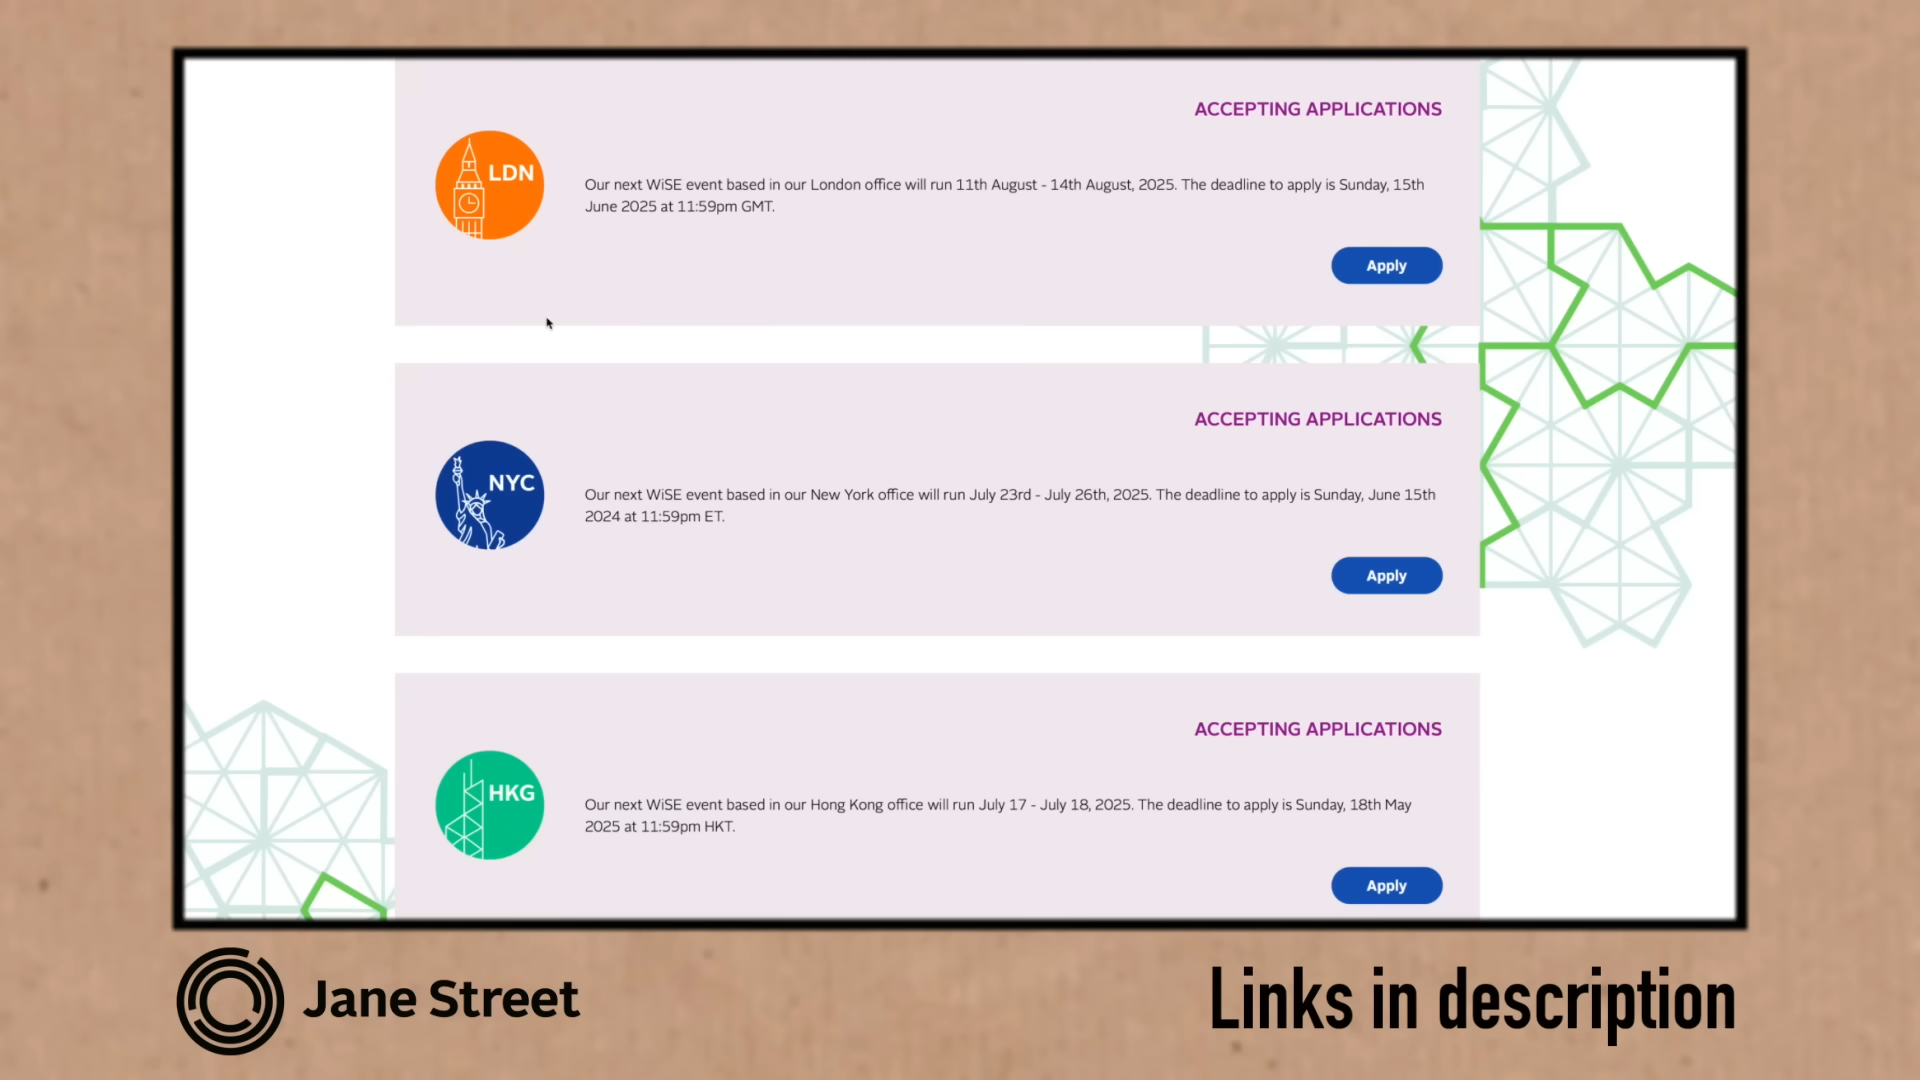 ACCEPTING APPLICATIONS
LDN
Our next WiSE event based in our London office will run 11th August - 14th August, 2025. The deadline to apply is Sunday, 15th
June 2025 at 11:59pm GMT.
Apply
ACCEPTING APPLICATIONS
NYC
Our next WiSE event based in our New York office will run July 23rd - July 26th, 2025. The deadline to apply is Sunday, June 15th
2024 at 11:59pm ET.
Apply
ACCEPTING APPLICATIONS
HKG
Our next WiSE event based in our Hong Kong office will run July 17 - July 18, 2025. The deadline to apply is Sunday, 18th May
2025 at 11:59pm HKT.
Apply
Jane Street
Links in description